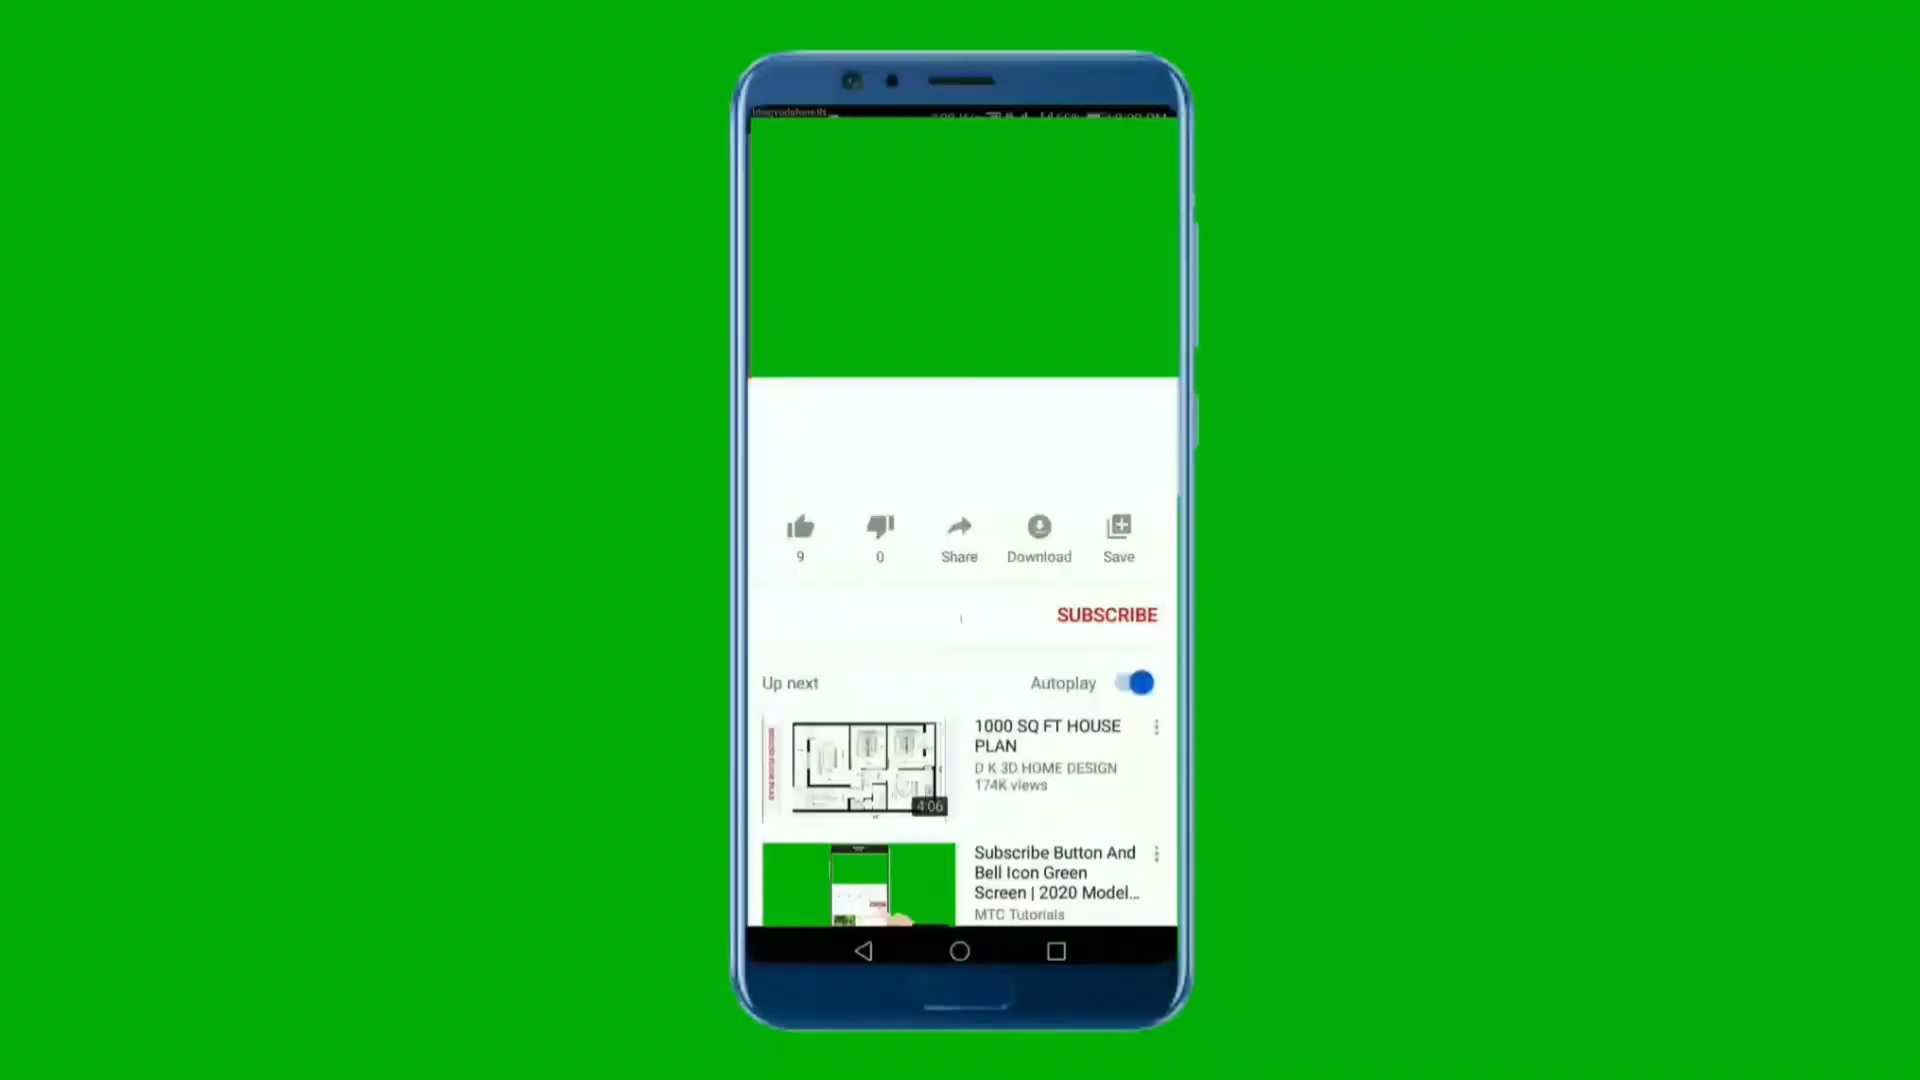 9
0
Share
Download
Save
SUBSCRIBE
Up next
Autoplay
1000 SQ FT HOUSE
PLAN
D K 3D HOME DESIGN
174K views
4:06
Subscribe Button And
Bell Icon Green
Screen | 2020 Model...
MTC Tutorials